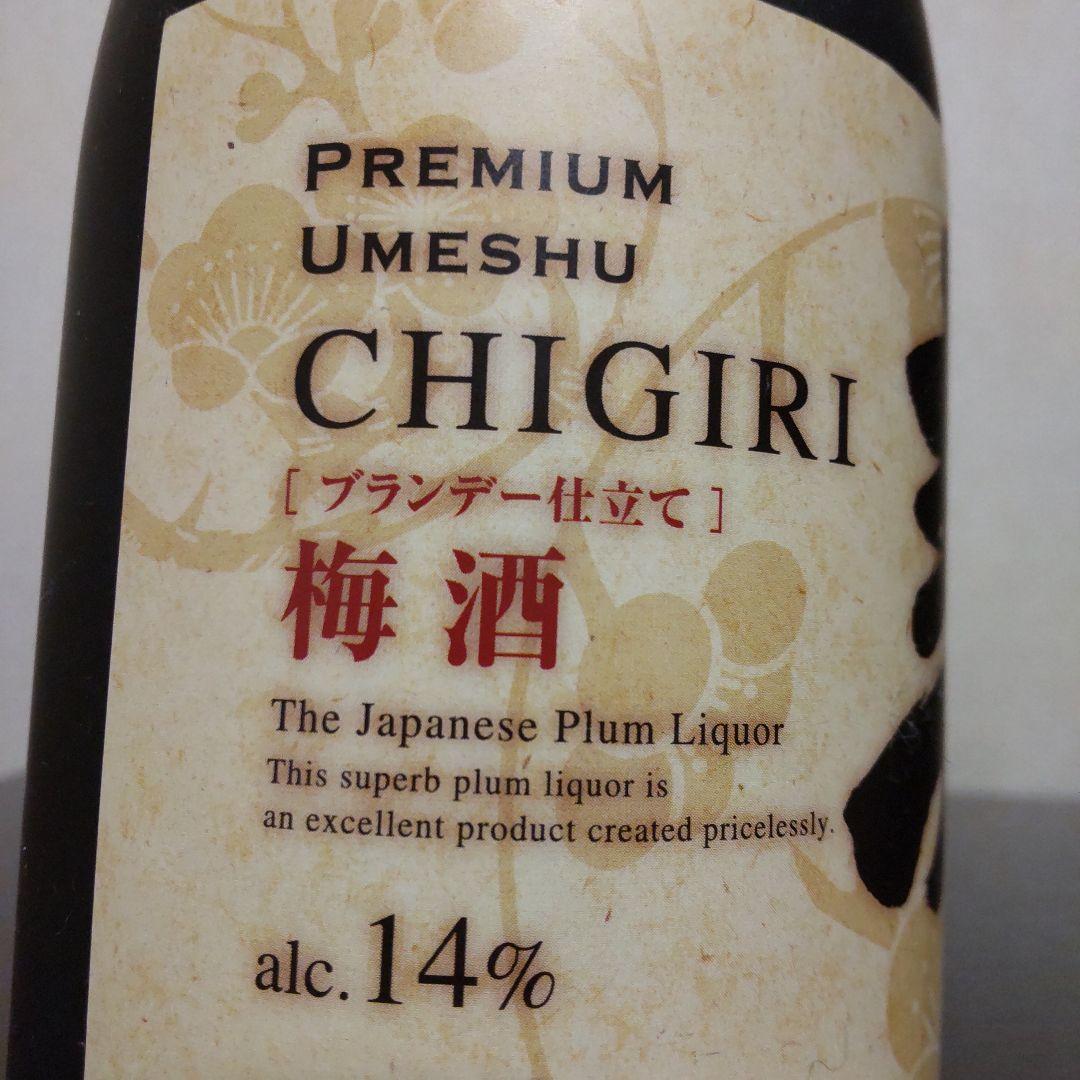 PREMIUM
UMESHU
CHIGIRI
[ ブランデー仕立て ]
梅酒
The Japanese Plum Liquor
This superb plum liquor is
an excellent product created pricelessly.
alc. 14%